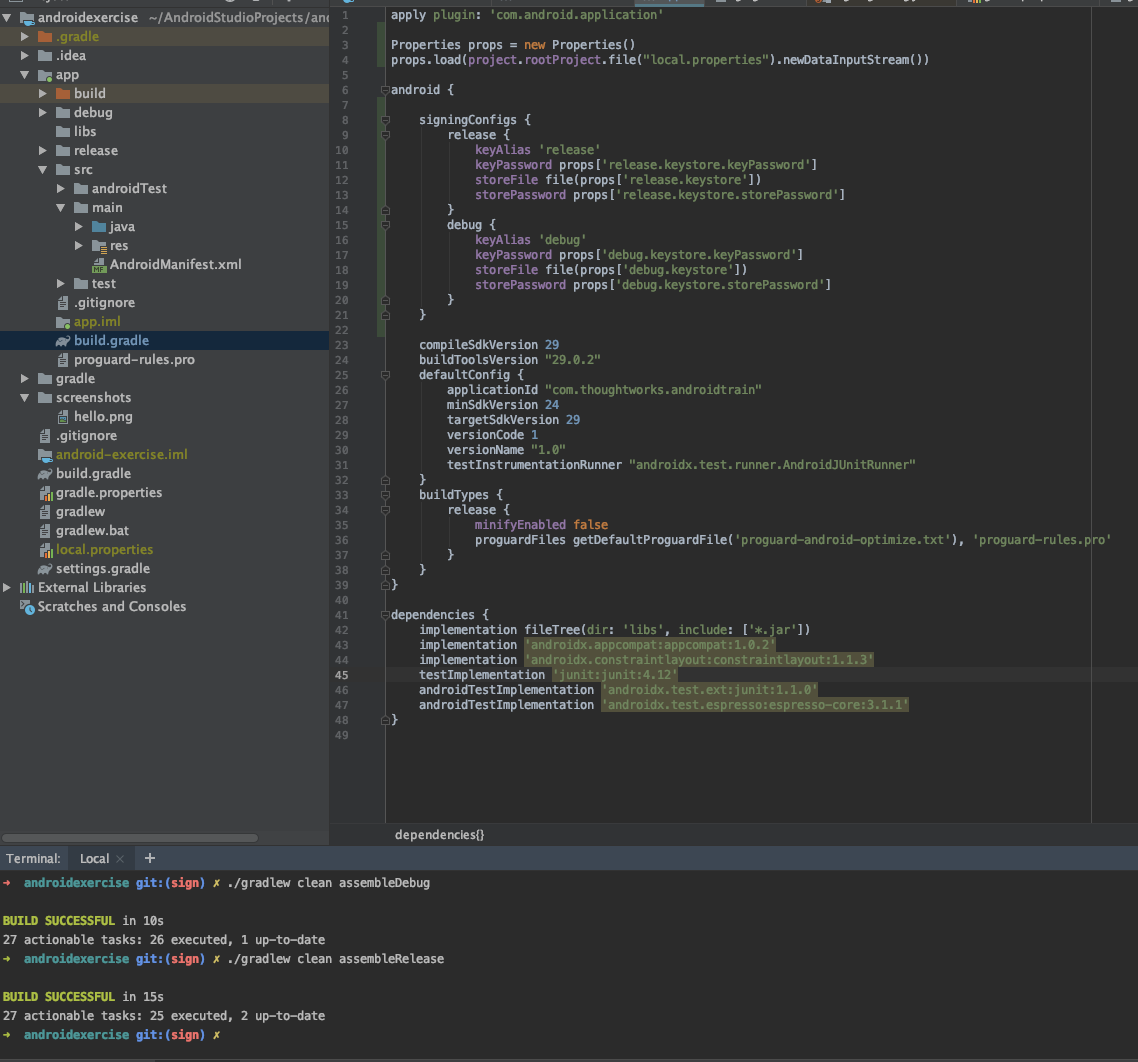 androidexercise ~/AndroidStudioProjects/an
.gradle
.idea
app
build
debug
libs
release
src
androidTest
main
java
res
AndroidManifest.xml
test
.gitignore
app.iml
build.gradle
proguard-rules.pro
gradle
screenshots
hello.png
.gitignore
android-exercise.iml
build.gradle
gradle.properties
gradlew
gradlew.bat
local.properties
settings.gradle
External Libraries
Scratches and Consoles
1 apply plugin: 'com.android.application'
2
3 Properties props = new Properties()
4 props.load(project.rootProject.file("local.properties").newDataInputStream())
5
6 android {
7
8 signingConfigs {
9 release {
10 keyAlias 'release'
11 keyPassword props['release.keystore.keyPassword']
12 storeFile file(props['release.keystore'])
13 storePassword props['release.keystore.storePassword']
14 }
15 debug {
16 keyAlias 'debug'
17 keyPassword props['debug.keystore.keyPassword']
18 storeFile file(props['debug.keystore'])
19 storePassword props['debug.keystore.storePassword']
20 }
21 }
22
23 compileSdkVersion 29
24 buildToolsVersion "29.0.2"
25 defaultConfig {
26 applicationId "com.thoughtworks.androidtrain"
27 minSdkVersion 24
28 targetSdkVersion 29
29 versionCode 1
30 versionName "1.0"
31 testInstrumentationRunner "androidx.test.runner.AndroidJUnitRunner"
32 }
33 buildTypes {
34 release {
35 minifyEnabled false
36 proguardFiles getDefaultProguardFile('proguard-android-optimize.txt'), 'proguard-rules.pro'
37 }
38 }
39 }
40
41 dependencies {
42 implementation fileTree(dir: 'libs', include: ['*.jar'])
43 implementation 'androidx.appcompat:appcompat:1.0.2'
44 implementation 'androidx.constraintlayout:constraintlayout:1.1.3'
45 testImplementation 'junit:junit:4.12'
46 androidTestImplementation 'androidx.test.ext:junit:1.1.0'
47 androidTestImplementation 'androidx.test.espresso:espresso-core:3.1.1'
48 }
49
dependencies{}
Terminal: Local × +
➜ androidexercise git:(sign) ✗ ./gradlew clean assembleDebug
BUILD SUCCESSFUL in 10s
27 actionable tasks: 26 executed, 1 up-to-date
➜ androidexercise git:(sign) ✗ ./gradlew clean assembleRelease
BUILD SUCCESSFUL in 15s
27 actionable tasks: 25 executed, 2 up-to-date
➜ androidexercise git:(sign) ✗